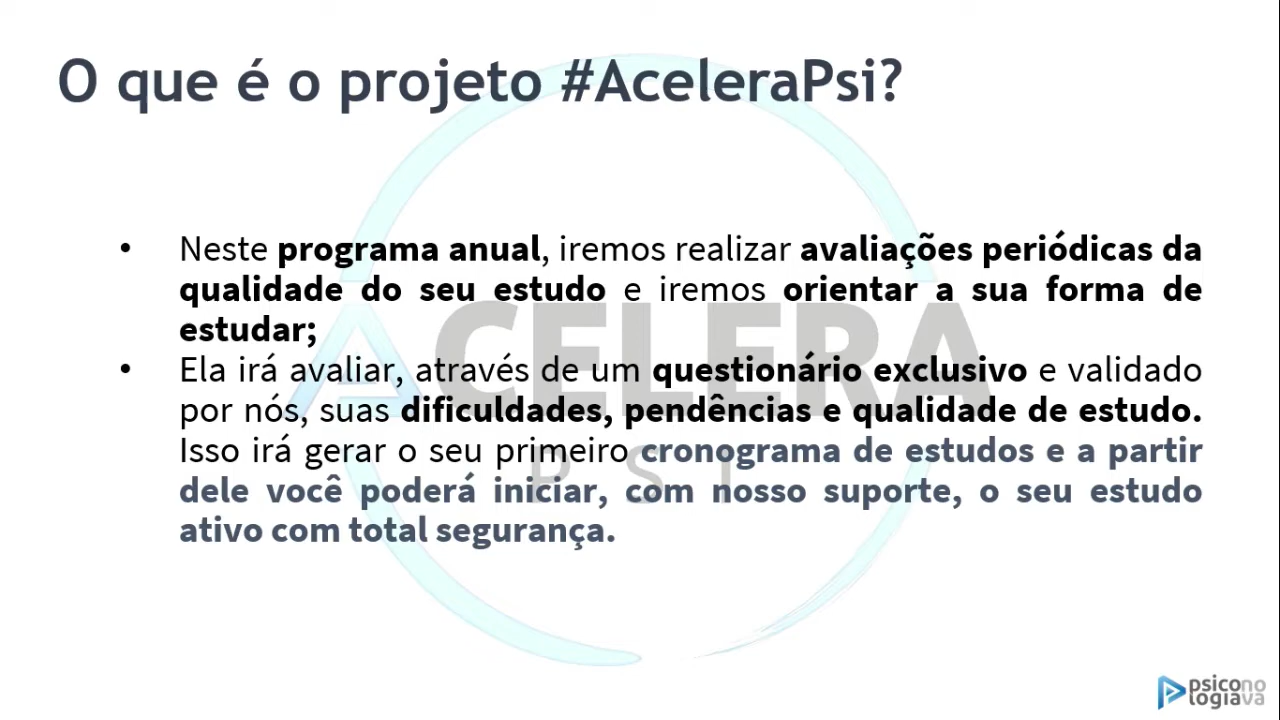 O que é o projeto #AceleraPsi?
• Neste programa anual, iremos realizar avaliações periódicas da
qualidade do seu estudo e iremos orientar a sua forma de
estudar;
• Ela irá avaliar, através de um questionário exclusivo e validado
por nós, suas dificuldades, pendências e qualidade de estudo.
Isso irá gerar o seu primeiro cronograma de estudos e a partir
dele você poderá iniciar, com nosso suporte, o seu estudo
ativo com total segurança.
ACELERA
PSI
psicono
logiava